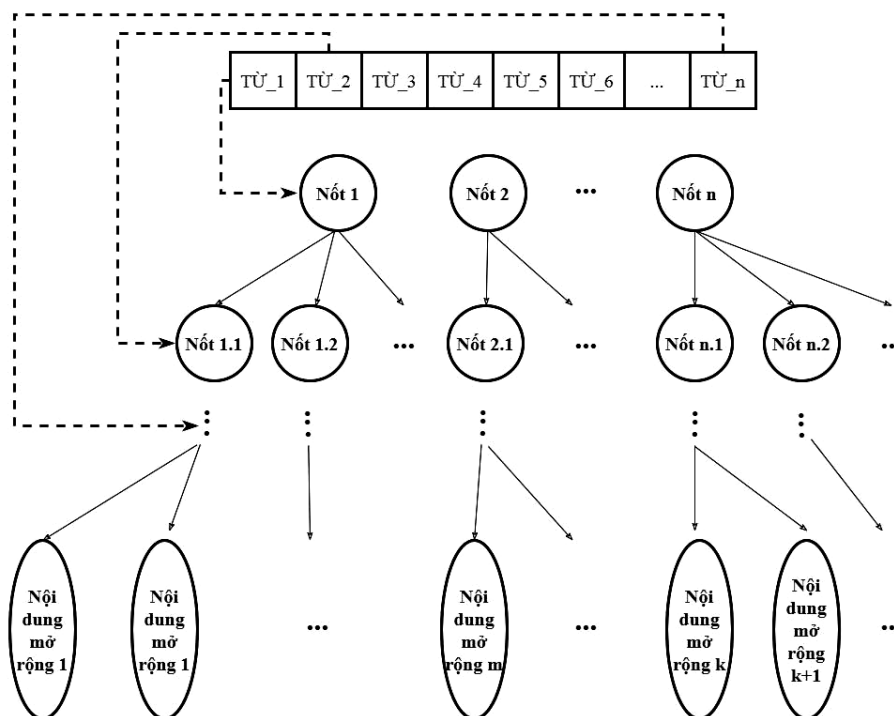 TỪ_1 TỪ_2 TỪ_3 TỪ_4 TỪ_5 TỪ_6 ... TỪ_n
Nốt 1 Nốt 2 ... Nốt n
Nốt 1.1 Nốt 1.2 ... Nốt 2.1 ... Nốt n.1 Nốt n.2 ...
Nội
dung
mở
rộng 1
Nội
dung
mở
rộng 1
...
Nội
dung
mở
rộng m
...
Nội
dung
mở
rộng k
Nội
dung
mở
rộng
k+1
...